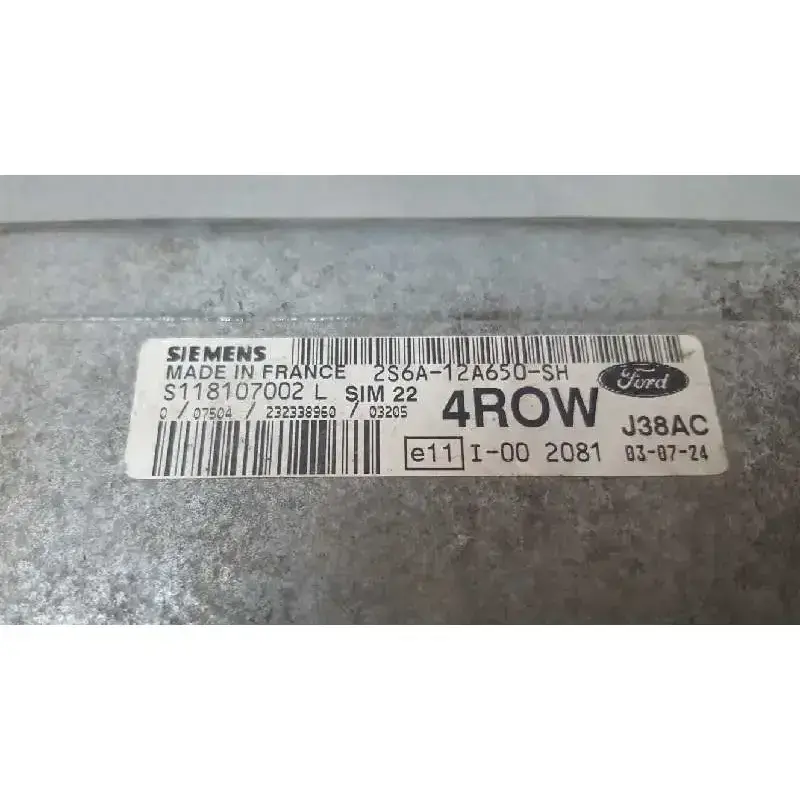 SIEMENS
MADE IN FRANCE 2S6A-12A650-SH
S118107002 L SIM 22
0 / 07504 / 232338960 / 03205
4ROW
Ford
J38AC
e11 I-00 2081 03-07-24